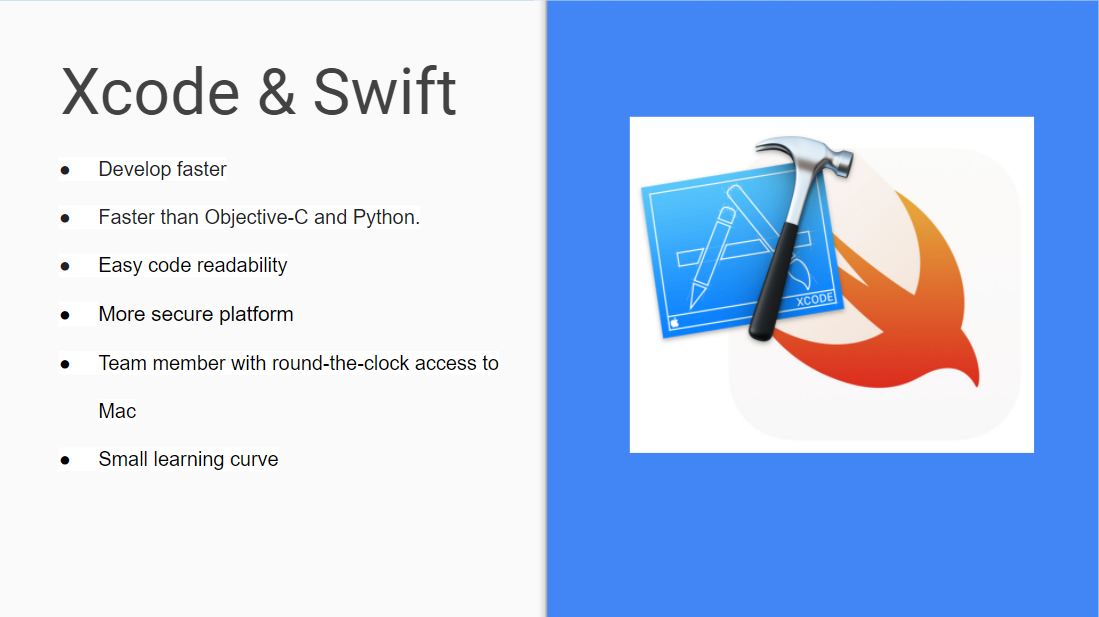 Xcode & Swift
● Develop faster
● Faster than Objective-C and Python.
● Easy code readability
● More secure platform
● Team member with round-the-clock access to
Mac
● Small learning curve
XCODE